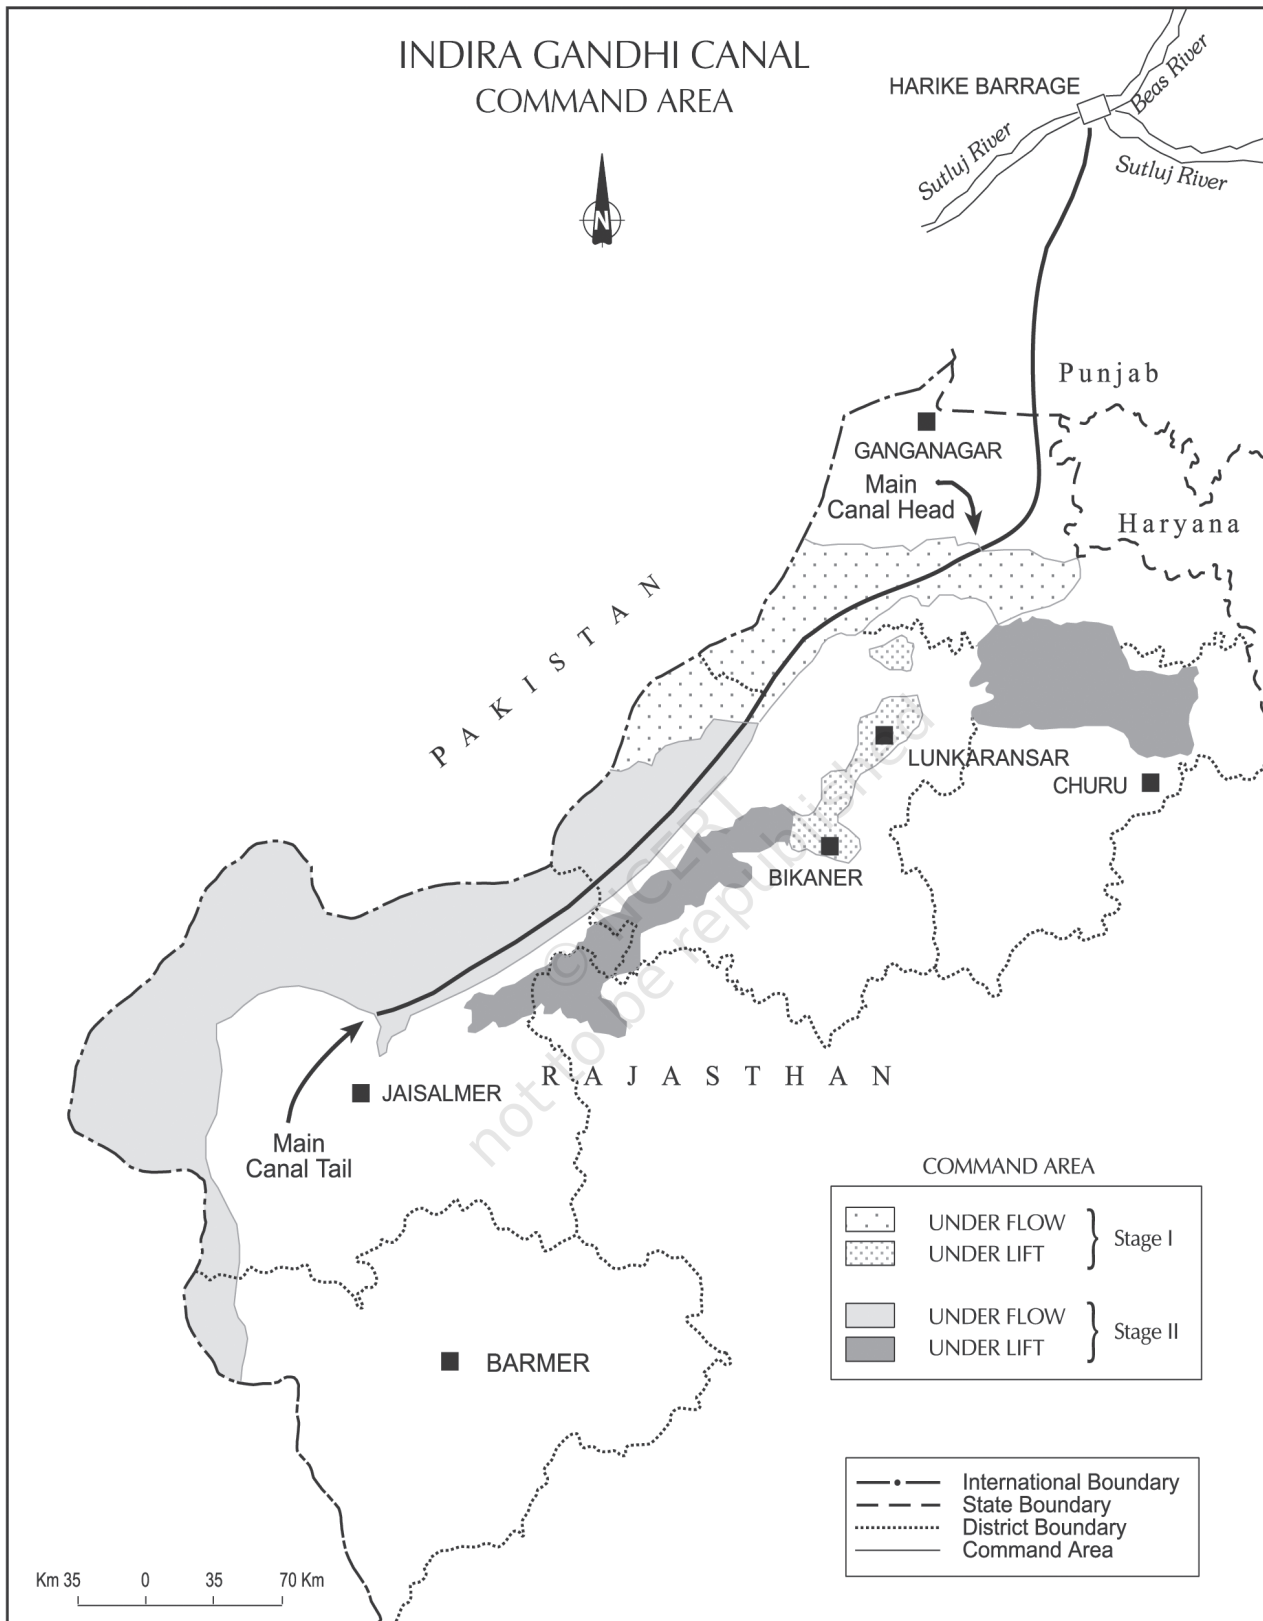 INDIRA GANDHI CANAL
COMMAND AREA
HARIKE BARRAGE
Beas River
Sutluj River
Sutluj River
N
Punjab
GANGANAGAR
Main
Canal Head
Haryana
PAKISTAN
LUNKARANSAR
CHURU
BIKANER
© NCERT
not to be republished
RAJASTHAN
JAISALMER
Main
Canal Tail
COMMAND AREA
UNDER FLOW
UNDER LIFT
Stage I
UNDER FLOW
UNDER LIFT
Stage II
BARMER
International Boundary
State Boundary
District Boundary
Command Area
Km 35 0 35 70 Km